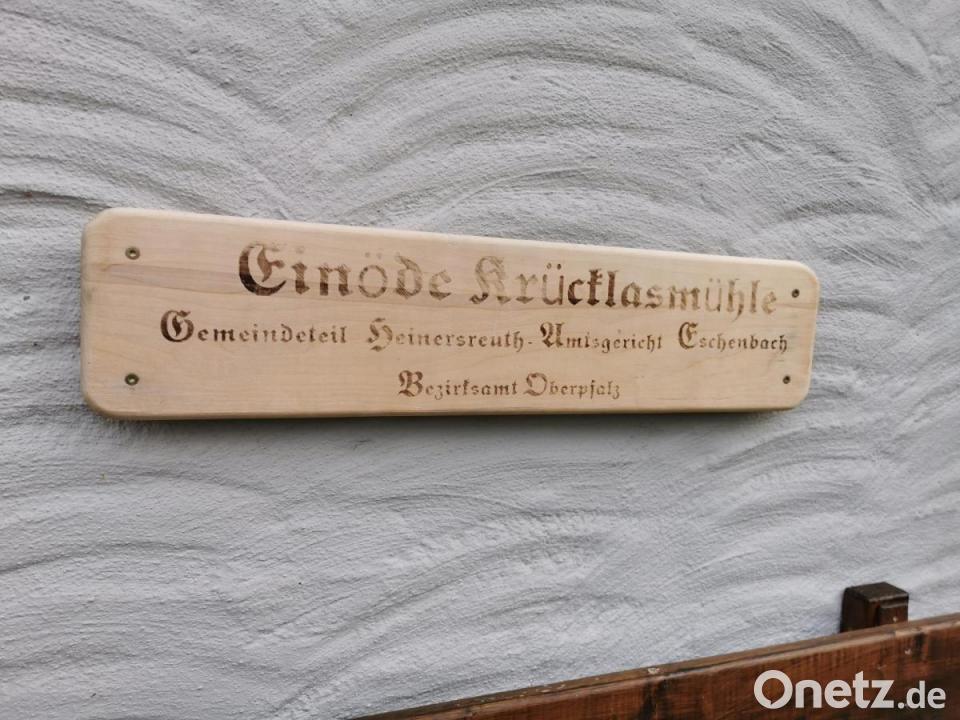 Einöde Krücklasmühle
Gemeindeteil Heinersreuth - Amtsgericht Eschenbach
Bezirksamt Oberpfalz
Onetz.de